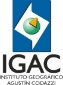 IGAC
INSTITUTO GEOGRÁFICO
AGUSTÍN CODAZZI